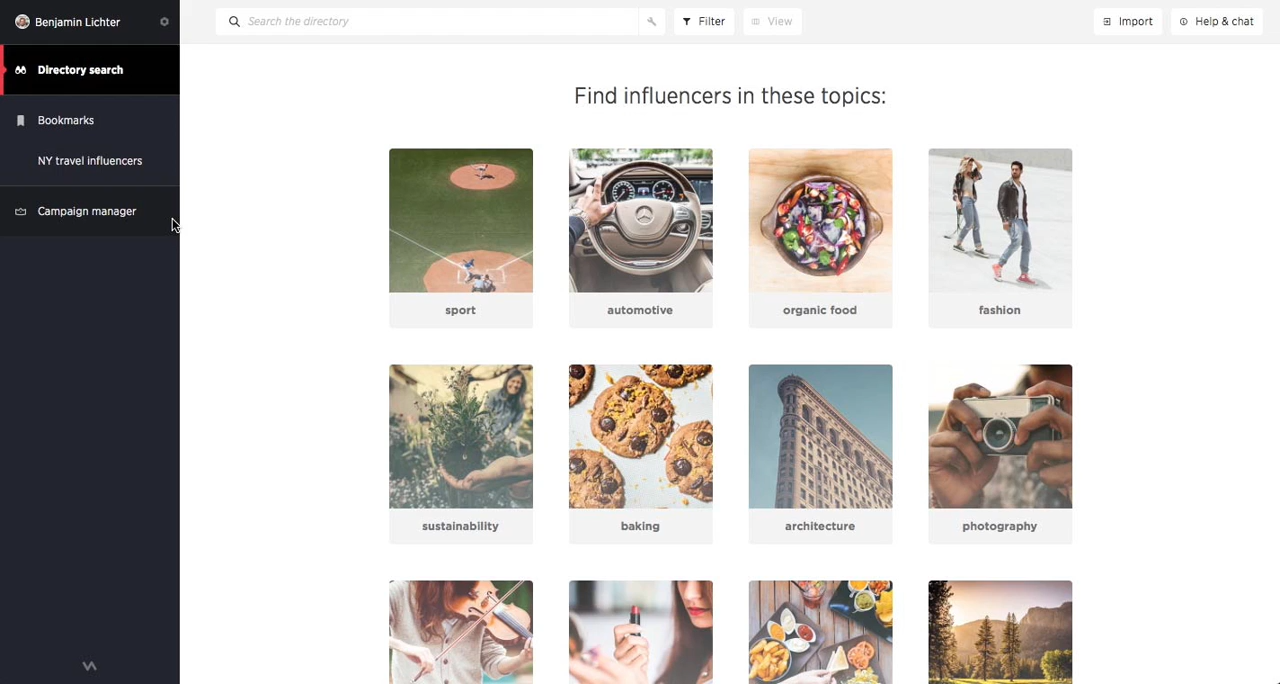 Benjamin Lichter
Directory search
Bookmarks
NY travel influencers
Campaign manager
Search the directory
Filter
View
Import
Help & chat
Find influencers in these topics:
sport
automotive
organic food
fashion
sustainability
baking
architecture
photography